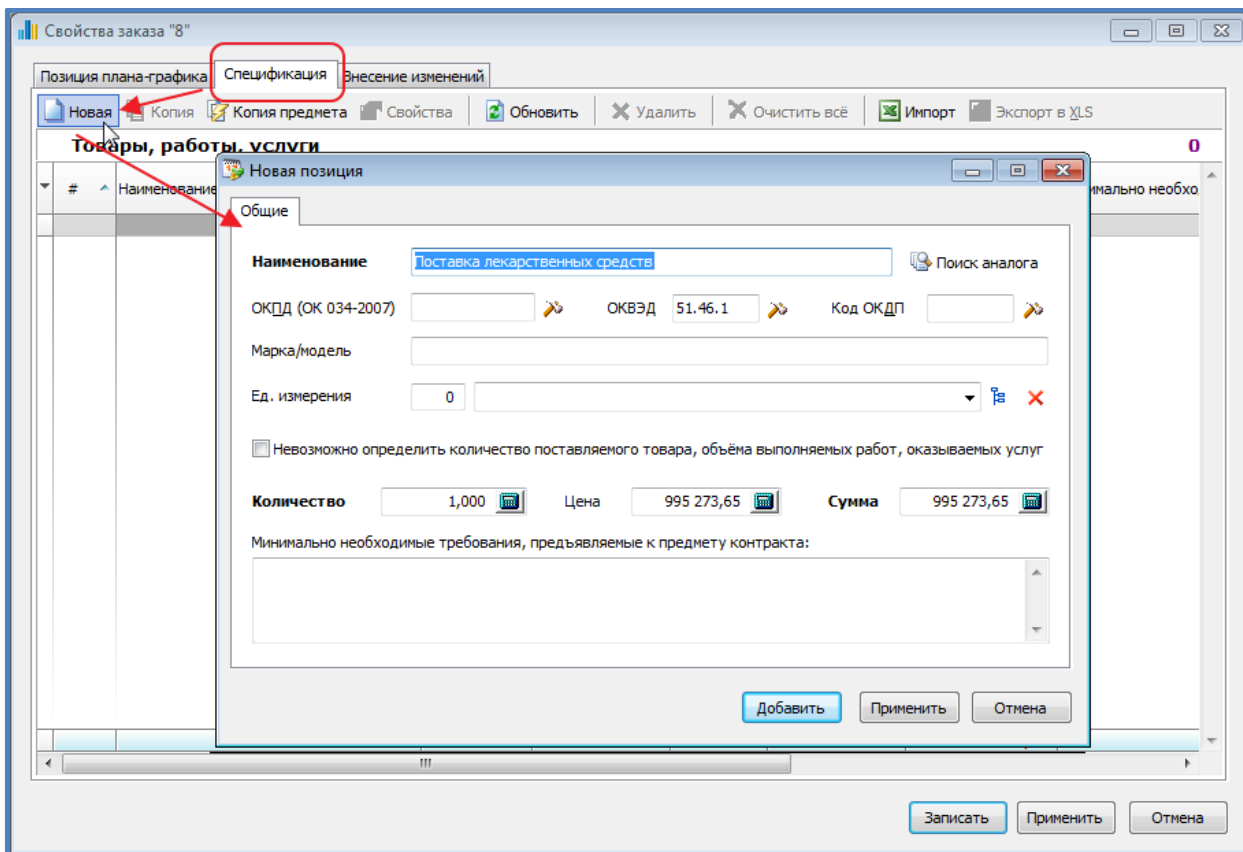 Свойства заказа "8"
Позиция плана-графика Спецификация Внесение изменений
Новая Копия Копия предмета Свойства Обновить Удалить Очистить всё Импорт Экспорт в XLS
Товары, работы, услуги 0
# Наименование мально необхо
Новая позиция
Общие
Наименование Поставка лекарственных средств Поиск аналога
ОКПД (ОК 034-2007) ОКВЭД 51.46.1 Код ОКДП
Марка/модель
Ед. измерения 0
Невозможно определить количество поставляемого товара, объёма выполняемых работ, оказываемых услуг
Количество 1,000 Цена 995 273,65 Сумма 995 273,65
Минимально необходимые требования, предъявляемые к предмету контракта:
Добавить Применить Отмена
Записать Применить Отмена